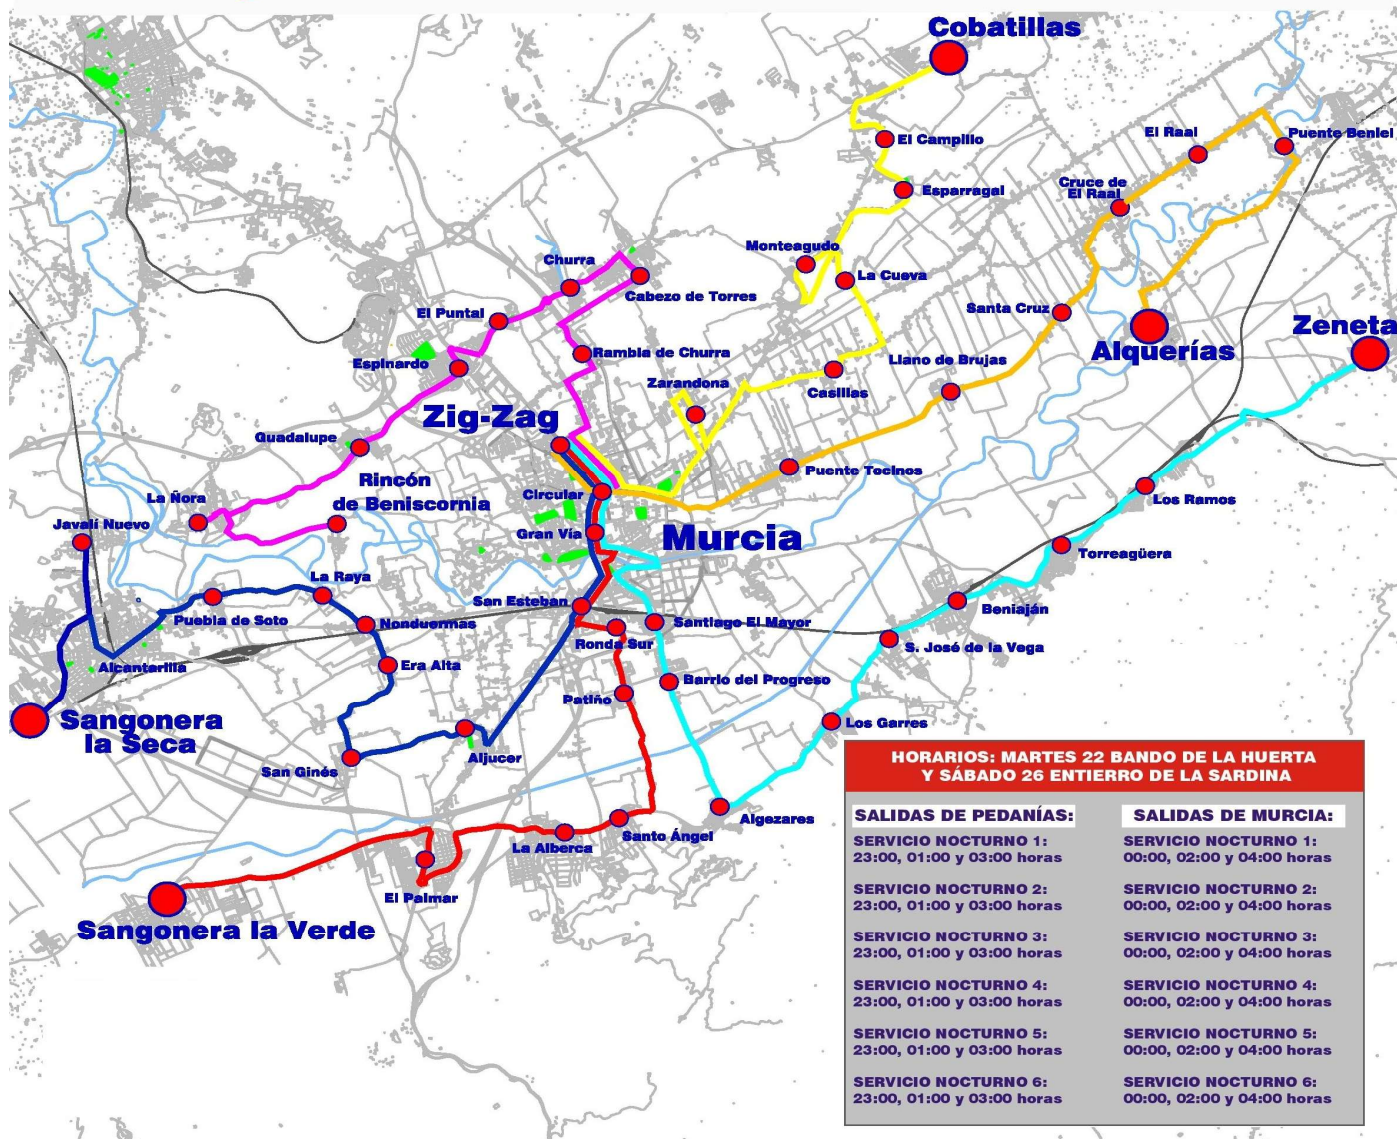 Cobatillas
El Campillo
Esparragal
El Raal
Puente Beniel
Cruce de
El Raal
Monteagudo
La Cueva
Churra
Cabezo de Torres
El Puntal
Santa Cruz
Zeneta
Alquerías
Rambla de Churra
Espinardo
Llano de Brujas
Zarandona
Casillas
Zig-Zag
Guadalupe
Puente Tocinos
Rincón
de Beniscornia
La Ñora
Circular
Los Ramos
Javalí Nuevo
Gran Vía
Murcia
Torreagüera
La Raya
San Esteban
Beniaján
Puebla de Soto
Nonduermas
Santiago El Mayor
Ronda Sur
S. José de la Vega
Alcantarilla
Era Alta
Barrio del Progreso
Patiño
Sangonera
la Seca
Los Garres
San Ginés
Aljucer
Algezares
Santo Ángel
La Alberca
El Palmar
Sangonera la Verde
HORARIOS: MARTES 22 BANDO DE LA HUERTA
Y SÁBADO 26 ENTIERRO DE LA SARDINA
SALIDAS DE PEDANÍAS:
SERVICIO NOCTURNO 1:
23:00, 01:00 y 03:00 horas
SERVICIO NOCTURNO 2:
23:00, 01:00 y 03:00 horas
SERVICIO NOCTURNO 3:
23:00, 01:00 y 03:00 horas
SERVICIO NOCTURNO 4:
23:00, 01:00 y 03:00 horas
SERVICIO NOCTURNO 5:
23:00, 01:00 y 03:00 horas
SERVICIO NOCTURNO 6:
23:00, 01:00 y 03:00 horas
SALIDAS DE MURCIA:
SERVICIO NOCTURNO 1:
00:00, 02:00 y 04:00 horas
SERVICIO NOCTURNO 2:
00:00, 02:00 y 04:00 horas
SERVICIO NOCTURNO 3:
00:00, 02:00 y 04:00 horas
SERVICIO NOCTURNO 4:
00:00, 02:00 y 04:00 horas
SERVICIO NOCTURNO 5:
00:00, 02:00 y 04:00 horas
SERVICIO NOCTURNO 6:
00:00, 02:00 y 04:00 horas